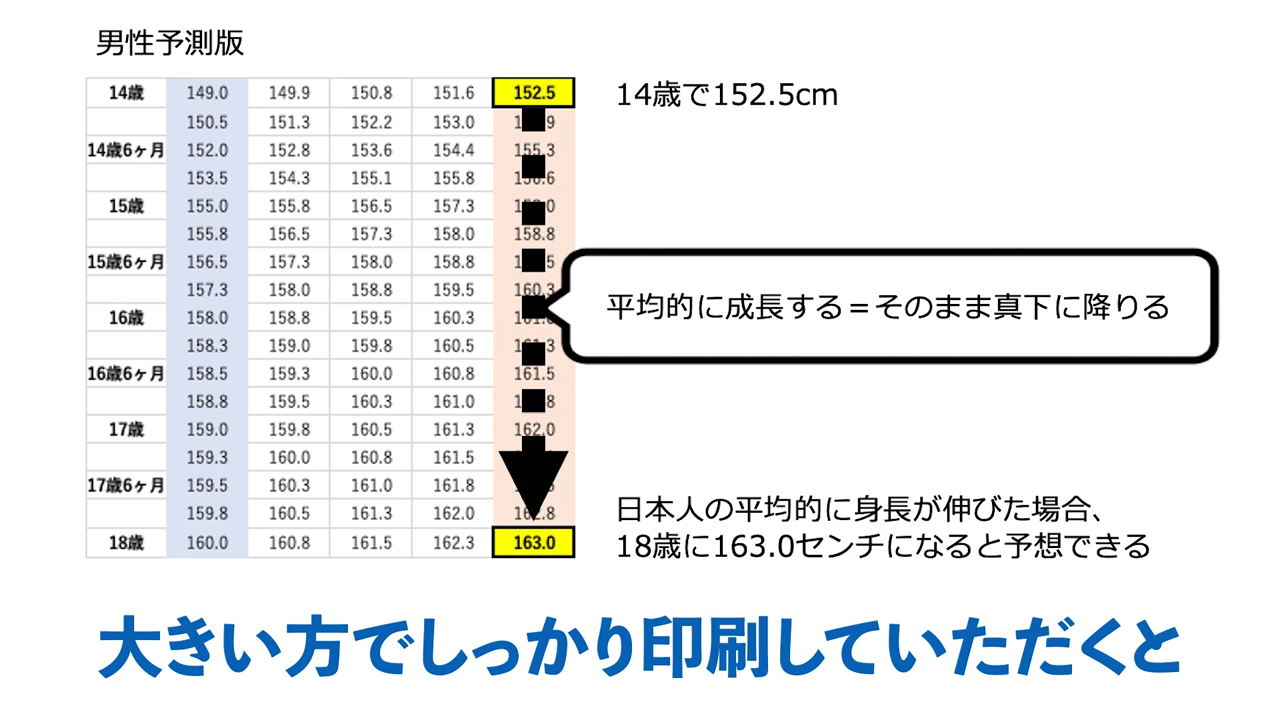 男性予測版
14歳 149.0 149.9 150.8 151.6 152.5
14歳で152.5cm
150.5 151.3 152.2 153.0
14歳6ヶ月 152.0 152.8 153.6 154.4 155.3
153.5 154.3 155.1 155.8
15歳 155.0 155.8 156.5 157.3
155.8 156.5 157.3 158.0 158.8
15歳6ヶ月 156.5 157.3 158.0 158.8
157.3 158.0 158.8 159.5 160.3
平均的に成長する＝そのまま真下に降りる
16歳 158.0 158.8 159.5 160.3
158.3 159.0 159.8 160.5
16歳6ヶ月 158.5 159.3 160.0 160.8 161.5
158.8 159.5 160.3 161.0
17歳 159.0 159.8 160.5 161.3 162.0
159.3 160.0 160.8 161.5
17歳6ヶ月 159.5 160.3 161.0 161.8
159.8 160.5 161.3 162.0 162.8
18歳 160.0 160.8 161.5 162.3 163.0
日本人の平均的に身長が伸びた場合、
18歳に163.0センチになると予想できる
大きい方でしっかり印刷していただくと